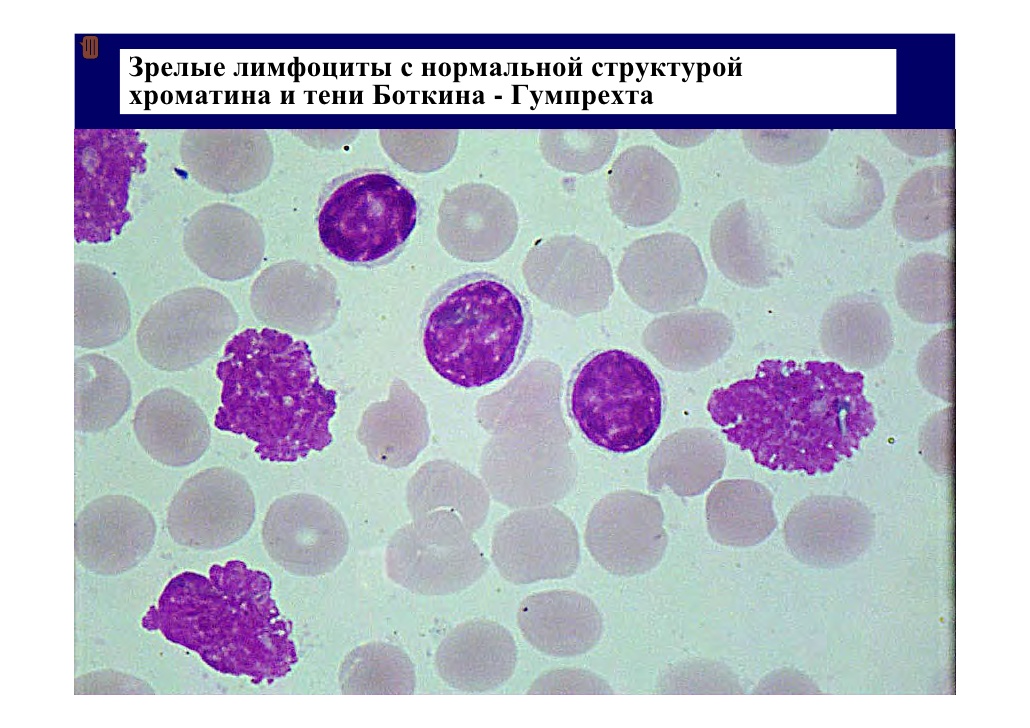 Зрелые лимфоциты с нормальной структурой
хроматина и тени Боткина - Гумпрехта